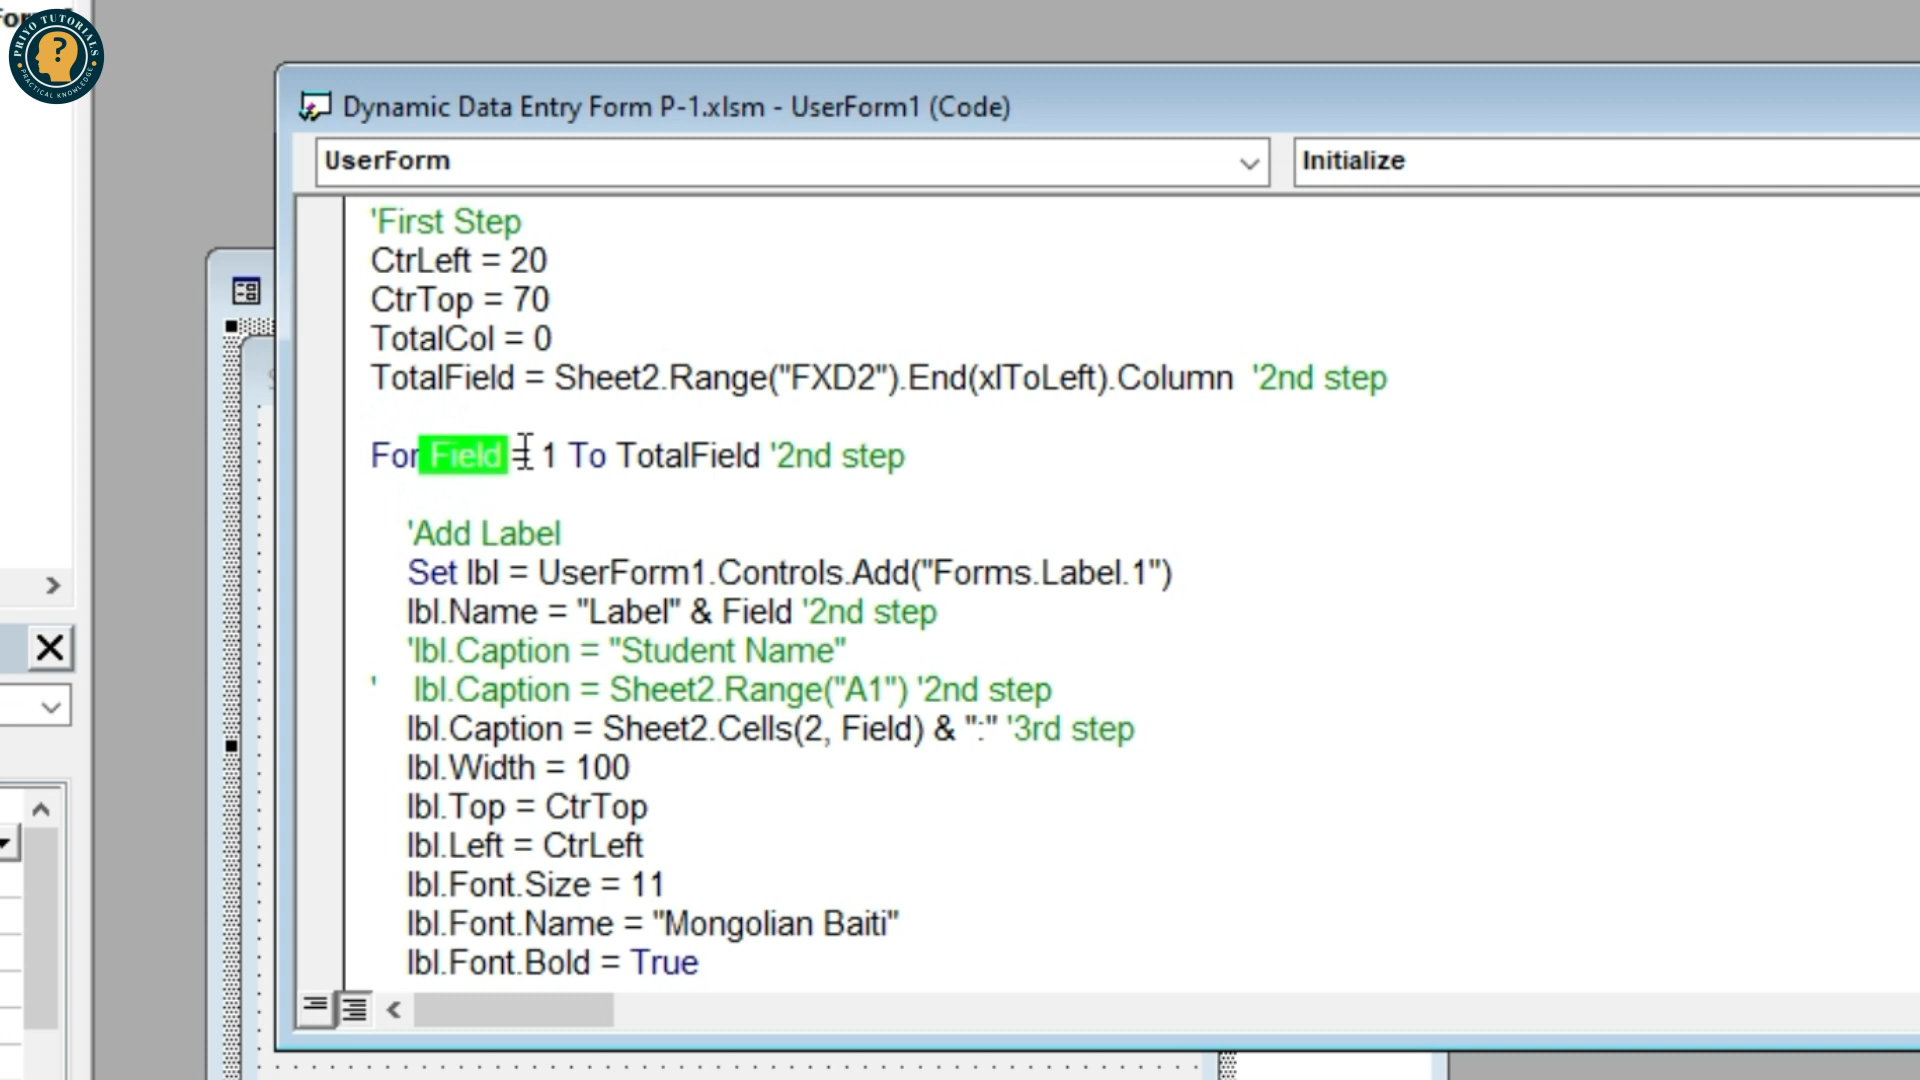 PRIYO TUTORIALS
?
PRACTICAL KNOWLEDGE
Dynamic Data Entry Form P-1.xlsm - UserForm1 (Code)
UserForm
Initialize
'First Step
CtrLeft = 20
CtrTop = 70
TotalCol = 0
TotalField = Sheet2.Range("FXD2").End(xlToLeft).Column '2nd step
For Field = 1 To TotalField '2nd step
'Add Label
Set lbl = UserForm1.Controls.Add("Forms.Label.1")
lbl.Name = "Label" & Field '2nd step
'lbl.Caption = "Student Name"
' lbl.Caption = Sheet2.Range("A1") '2nd step
lbl.Caption = Sheet2.Cells(2, Field) & ":" '3rd step
lbl.Width = 100
lbl.Top = CtrTop
lbl.Left = CtrLeft
lbl.Font.Size = 11
lbl.Font.Name = "Mongolian Baiti"
lbl.Font.Bold = True